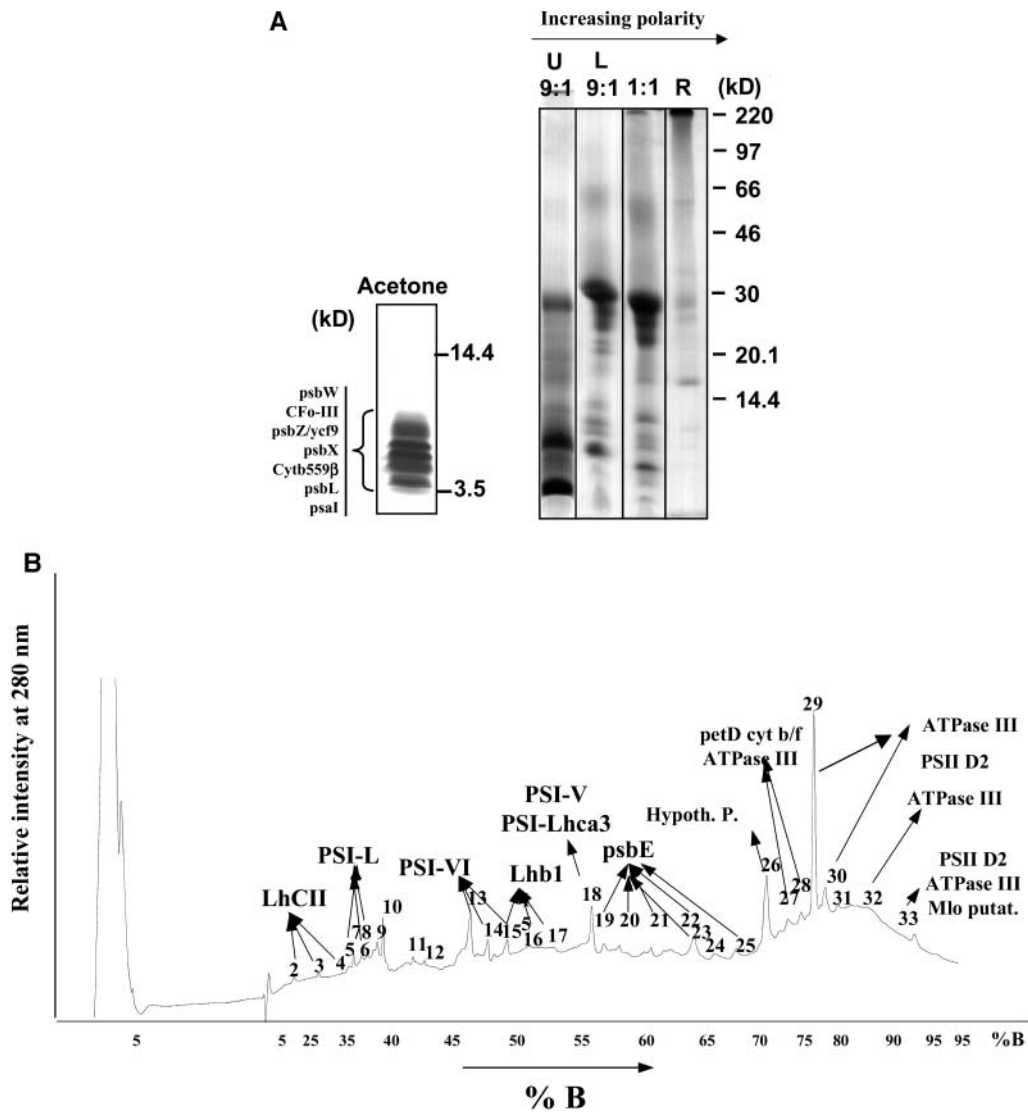 A
Increasing polarity
U
L
9:1
9:1
1:1
R
(kD)
220
97
66
46
30
20.1
14.4
Acetone
(kD)
14.4
3.5
psbW
CFo-III
psbZ/ycf9
psbX
Cytb559β
psbL
psaI
B
Relative intensity at 280 nm
LhCII
PSI-L
PSI-VI
Lhb1
PSI-V
PSI-Lhca3
psbE
Hypoth. P.
petD cyt b/f
ATPase III
ATPase III
PSII D2
ATPase III
PSII D2
ATPase III
Mlo putat.
2
3
4
5
6
7
8
9
10
11
12
13
14
15
5
16
17
18
19
20
21
22
23
24
25
26
27
28
29
30
31
32
33
5 5 25 35 40 45 50 55 60 65 70 75 80 90 95 95 %B
% B